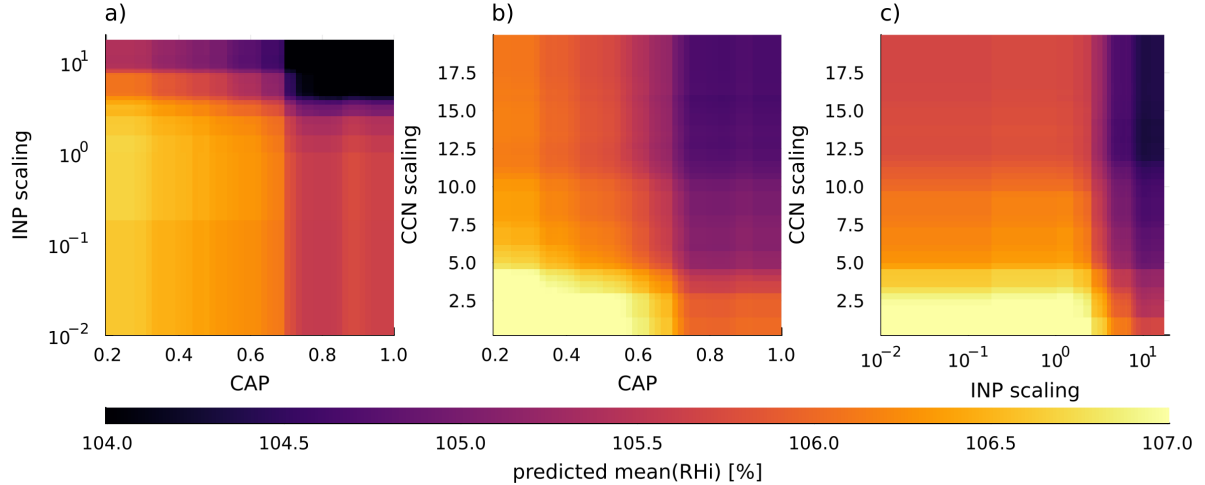 a)
b)
c)
INP scaling
10^1
10^0
10^-1
10^-2
0.2 0.4 0.6 0.8 1.0
CAP
CCN scaling
17.5
15.0
12.5
10.0
7.5
5.0
2.5
0.2 0.4 0.6 0.8 1.0
CAP
CCN scaling
17.5
15.0
12.5
10.0
7.5
5.0
2.5
10^-2 10^-1 10^0 10^1
INP scaling
104.0 104.5 105.0 105.5 106.0 106.5 107.0
predicted mean(RHi) [%]